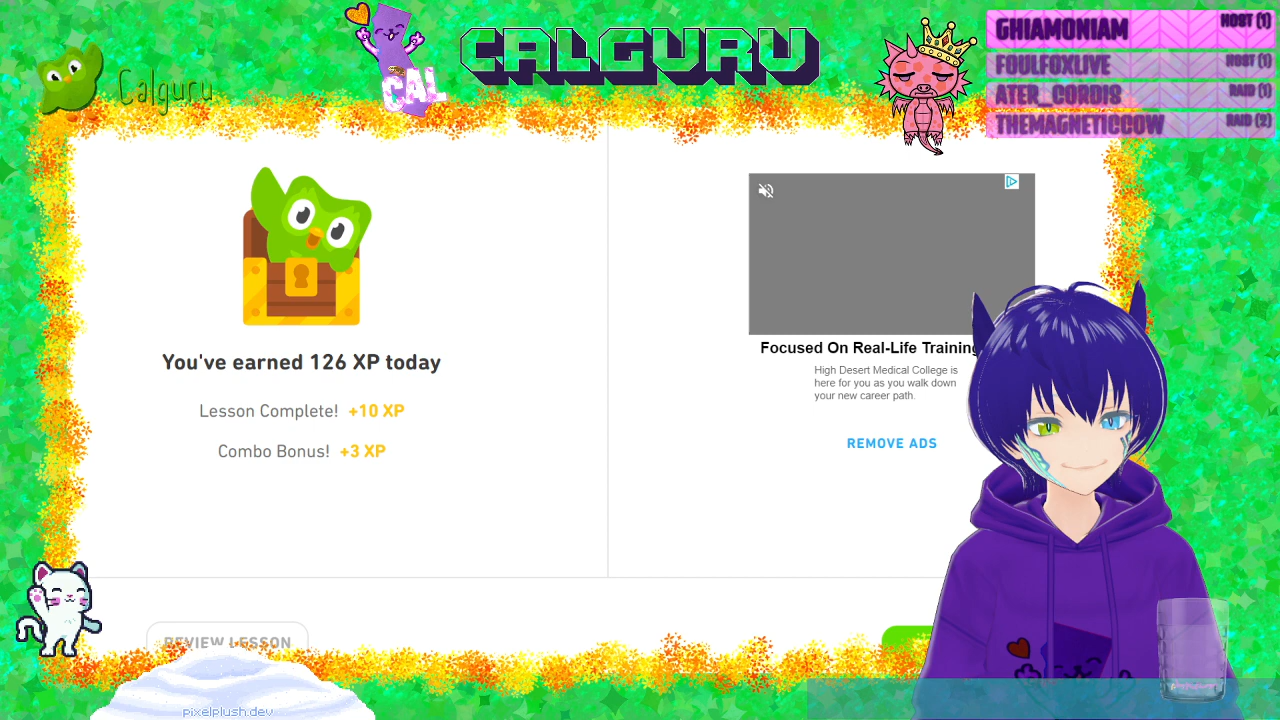 Calguru
CAL
CALGURU
GHIAMONIAM HOST (1)
FOULFOXLIVE HOST (1)
ATER_CORDIS RAID (1)
THEMAGNETICCOW RAID (2)
You've earned 126 XP today
Lesson Complete! +10 XP
Combo Bonus! +3 XP
Focused On Real-Life Training
High Desert Medical College is
here for you as you walk down
your new career path.
REMOVE ADS
REVIEW LESSON
pixelplush.dev